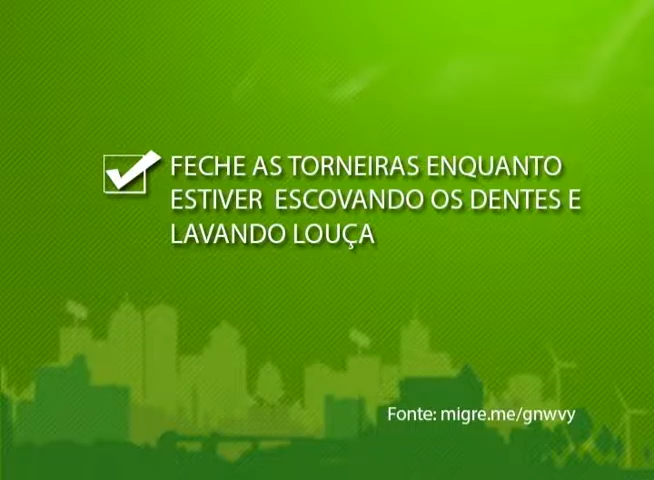 FECHE AS TORNEIRAS ENQUANTO
ESTIVER ESCOVANDO OS DENTES E
LAVANDO LOUÇA
Fonte: migre.me/gnwvy